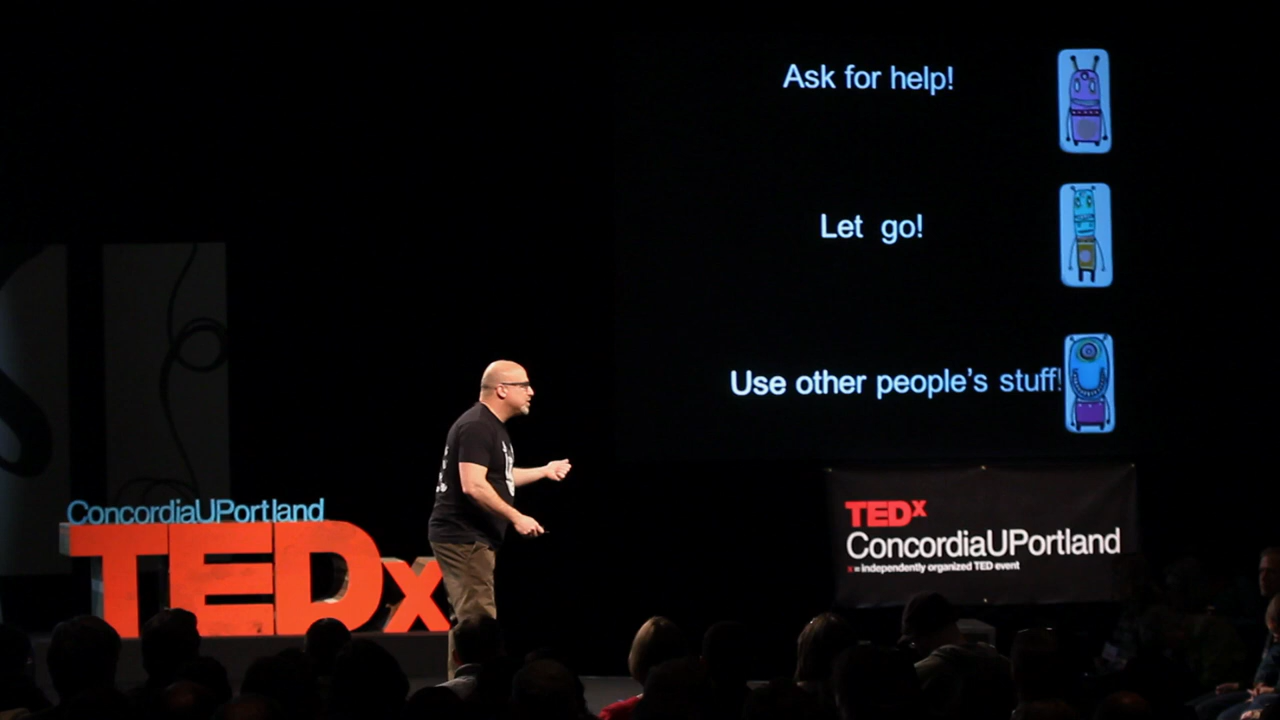 Ask for help!
Let go!
Use other people's stuff!
ConcordiaUPortland
TEDx
TEDx
ConcordiaUPortland
x = independently organized TED event